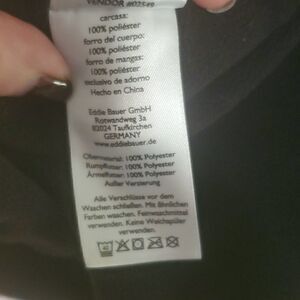 VENDOR #02549
carcasa:
100% poliéster
forro del cuerpo:
100% poliéster
forro de mangas:
100% poliéster
exclusivo de adorno
Hecho en China
Eddie Bauer GmbH
Rotwandweg 3a
82024 Taufkirchen
GERMANY
www.eddiebauer.de
Obermaterial: 100% Polyester
Rumpffutter: 100% Polyester
Ärmelfutter: 100% Polyester
Außer Verzierung
Alle Verschlüsse vor dem
Waschen schließen. Mit ähnlichen
Farben waschen. Feinwaschmittel
verwenden. Keine Weichspüler
verwenden.